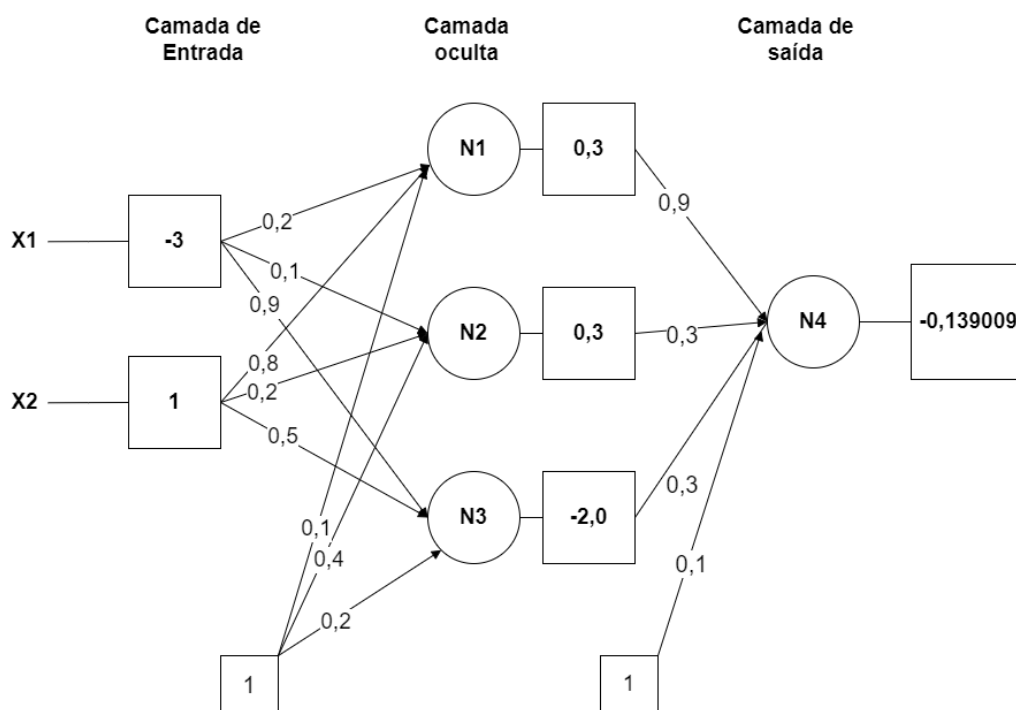 Camada de
Entrada
Camada
oculta
Camada de
saída
N1
0,3
0,9
X1
-3
0,2
0,1
0,9
N2
0,3
0,3
N4
-0,139009
X2
1
0,8
0,2
0,5
N3
-2,0
0,3
0,1
0,4
0,1
0,2
1
1